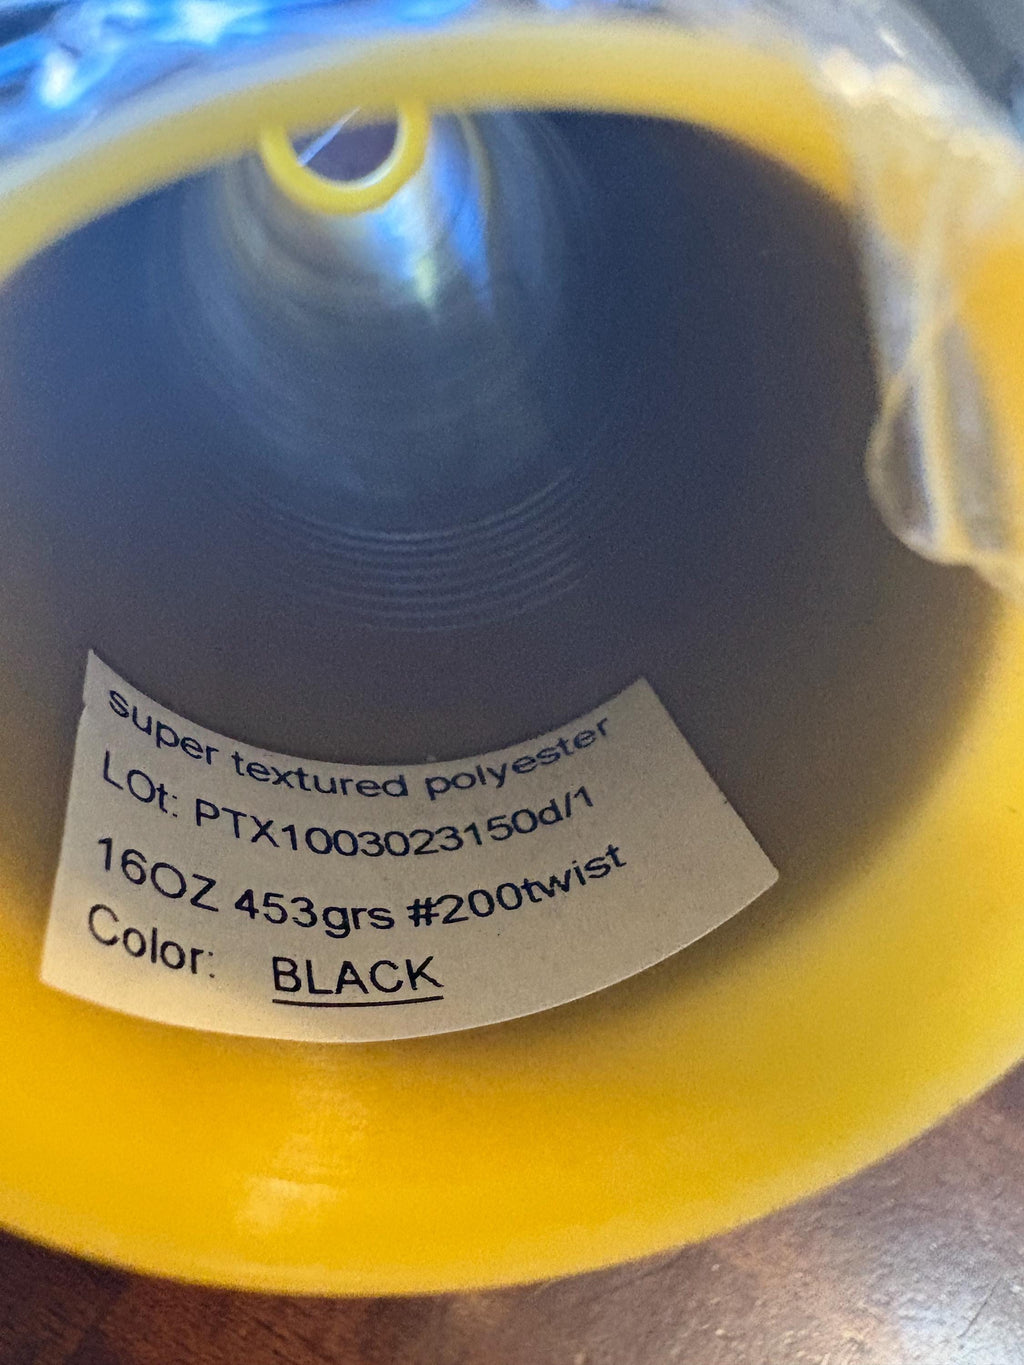 super textured polyester
LOt: PTX1003023150d/1
16OZ 453grs #200twist
Color: BLACK